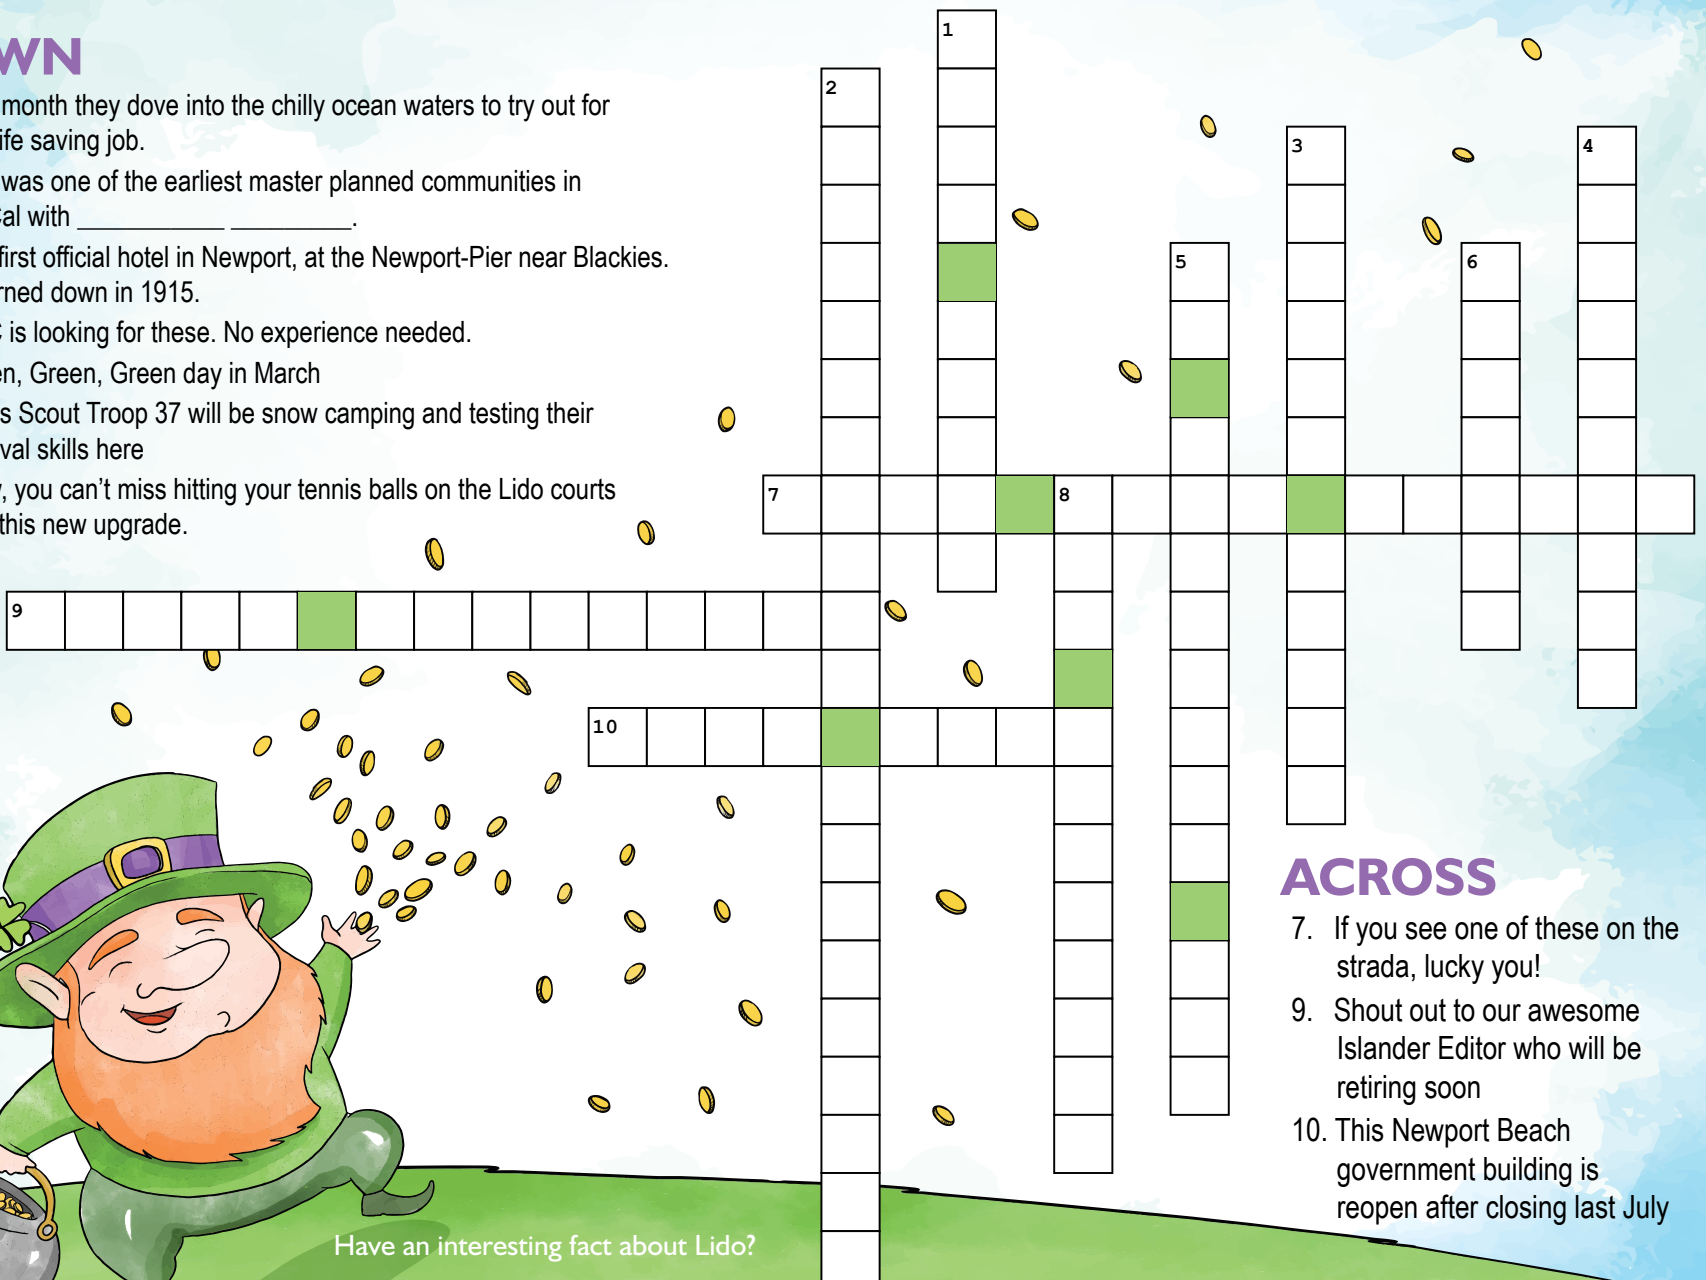 WN
month they dove into the chilly ocean waters to try out for
ife saving job.
was one of the earliest master planned communities in
Cal with ___________ _________.
first official hotel in Newport, at the Newport-Pier near Blackies.
rned down in 1915.
C is looking for these. No experience needed.
en, Green, Green day in March
s Scout Troop 37 will be snow camping and testing their
val skills here
, you can’t miss hitting your tennis balls on the Lido courts
this new upgrade.
1
2
3
4
5
6
7
8
9
10
ACROSS
7. If you see one of these on the
strada, lucky you!
9. Shout out to our awesome
Islander Editor who will be
retiring soon
10. This Newport Beach
government building is
reopen after closing last July
Have an interesting fact about Lido?